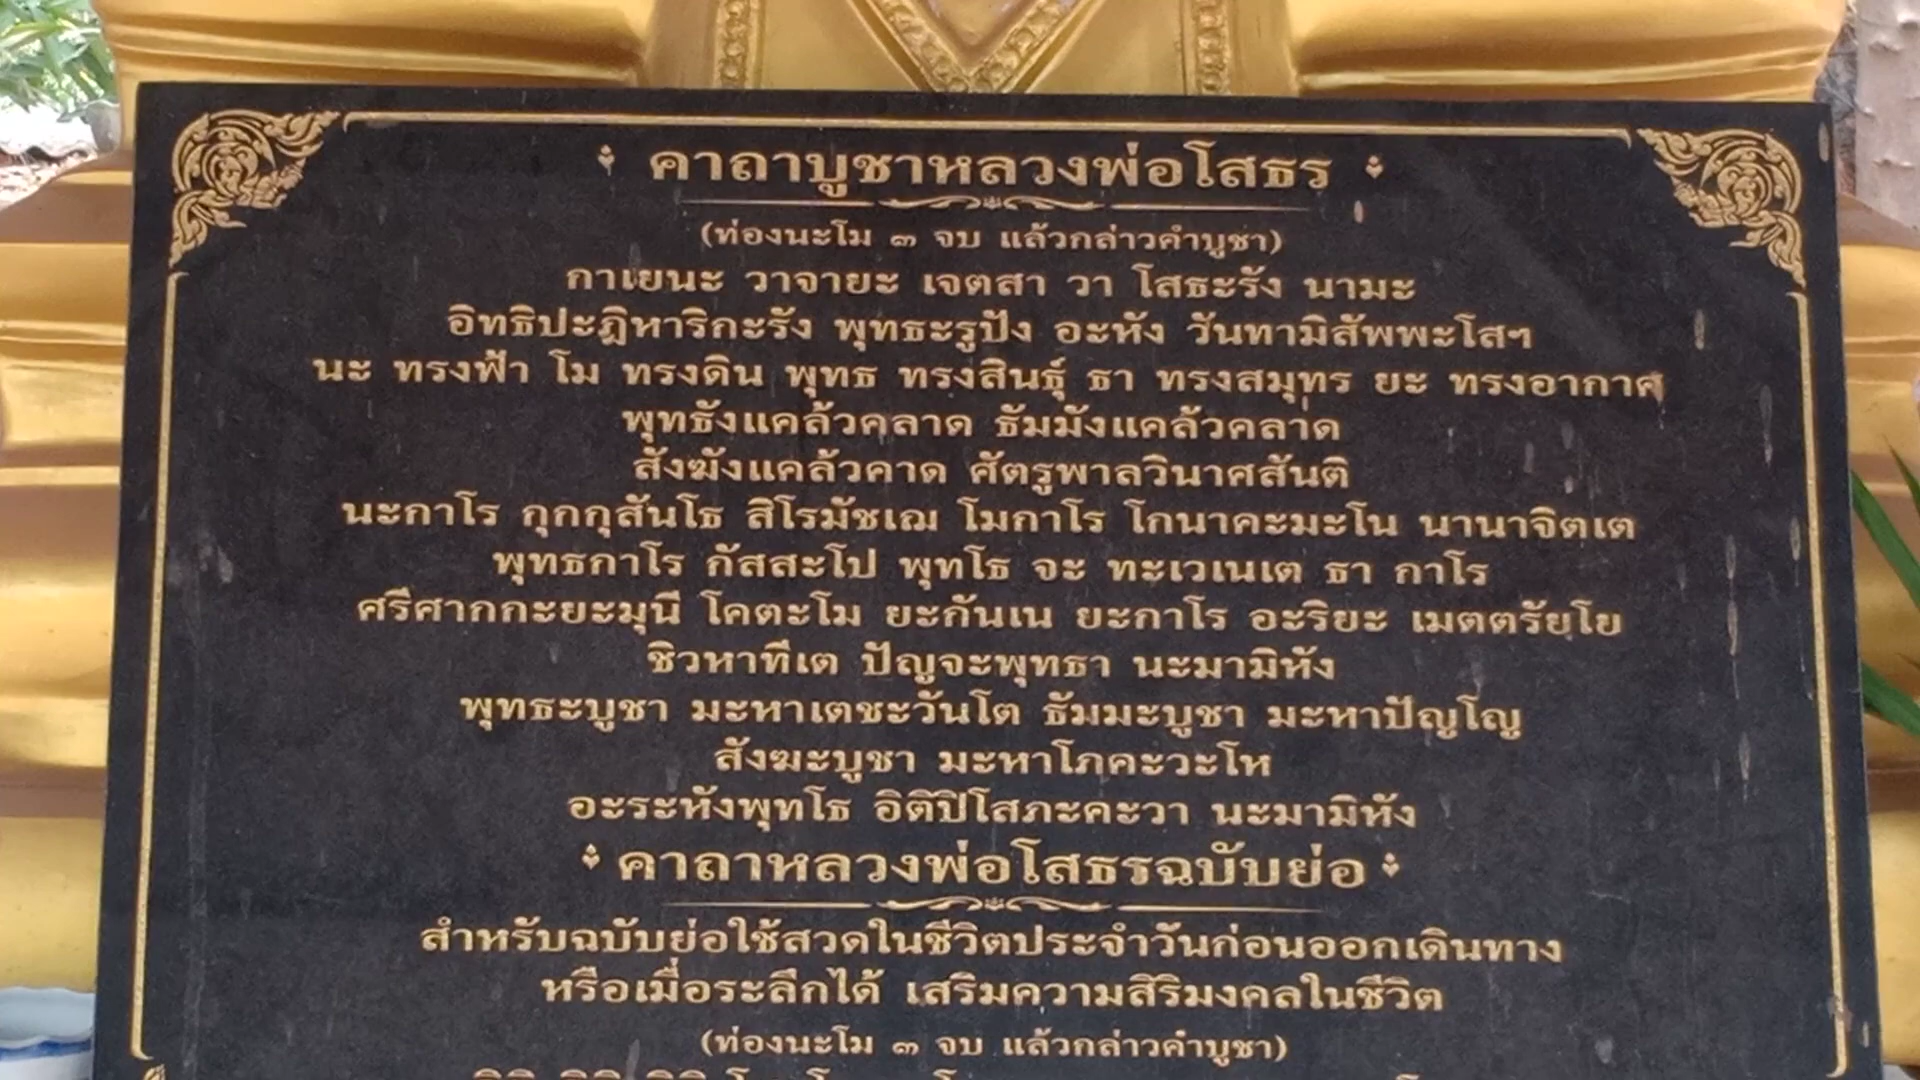 คาถาบูชาหลวงพ่อโสธร
(ท่องนะโม ๓ จบ แล้วกล่าวคำบูชา)
กาเยนะ วาจายะ เจตสา วา โสธะรัง นามะ
อิทธิปะฏิหาริกะรัง พุทธะรูปัง อะหัง วันทามิสัพพะโสฯ
นะ ทรงฟ้า โม ทรงดิน พุทธ ทรงสินธุ์ ธา ทรงสมุทร ยะ ทรงอากาศ
พุทธังแคล้วคลาด ธัมมังแคล้วคลาด
สังฆังแคล้วคาด ศัตรูพาลวินาศสันติ
นะกาโร กุกกุสันโธ สิโรมัชเฌ โมกาโร โกนาคะมะโน นานาจิตเต
พุทธกาโร กัสสะโป พุทโธ จะ ทะเวเนเต ธา กาโร
ศรีศากกะยะมุนี โคตะโม ยะกันเน ยะกาโร อะริยะ เมตตรัยโย
ชิวหาทีเต ปัญจะพุทธา นะมามิหัง
พุทธะบูชา มะหาเตชะวันโต ธัมมะบูชา มะหาปัญโญ
สังฆะบูชา มะหาโภคะวะโห
อะระหังพุทโธ อิติปิโสภะคะวา นะมามิหัง
คาถาหลวงพ่อโสธรฉบับย่อ
สำหรับฉบับย่อใช้สวดในชีวิตประจำวันก่อนออกเดินทาง
หรือเมื่อระลึกได้ เสริมความสิริมงคลในชีวิต
(ท่องนะโม ๓ จบ แล้วกล่าวคำบูชา)